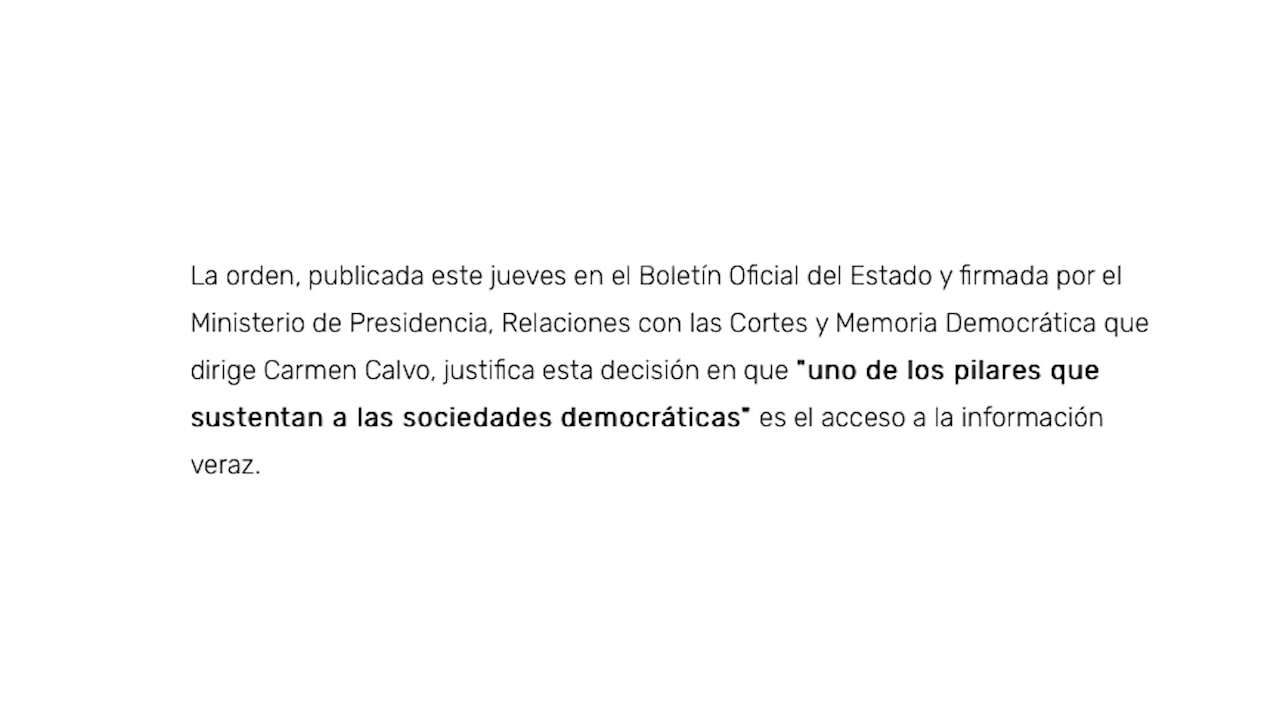 La orden, publicada este jueves en el Boletín Oficial del Estado y firmada por el
Ministerio de Presidencia, Relaciones con las Cortes y Memoria Democrática que
dirige Carmen Calvo, justifica esta decisión en que "uno de los pilares que
sustentan a las sociedades democráticas" es el acceso a la información
veraz.